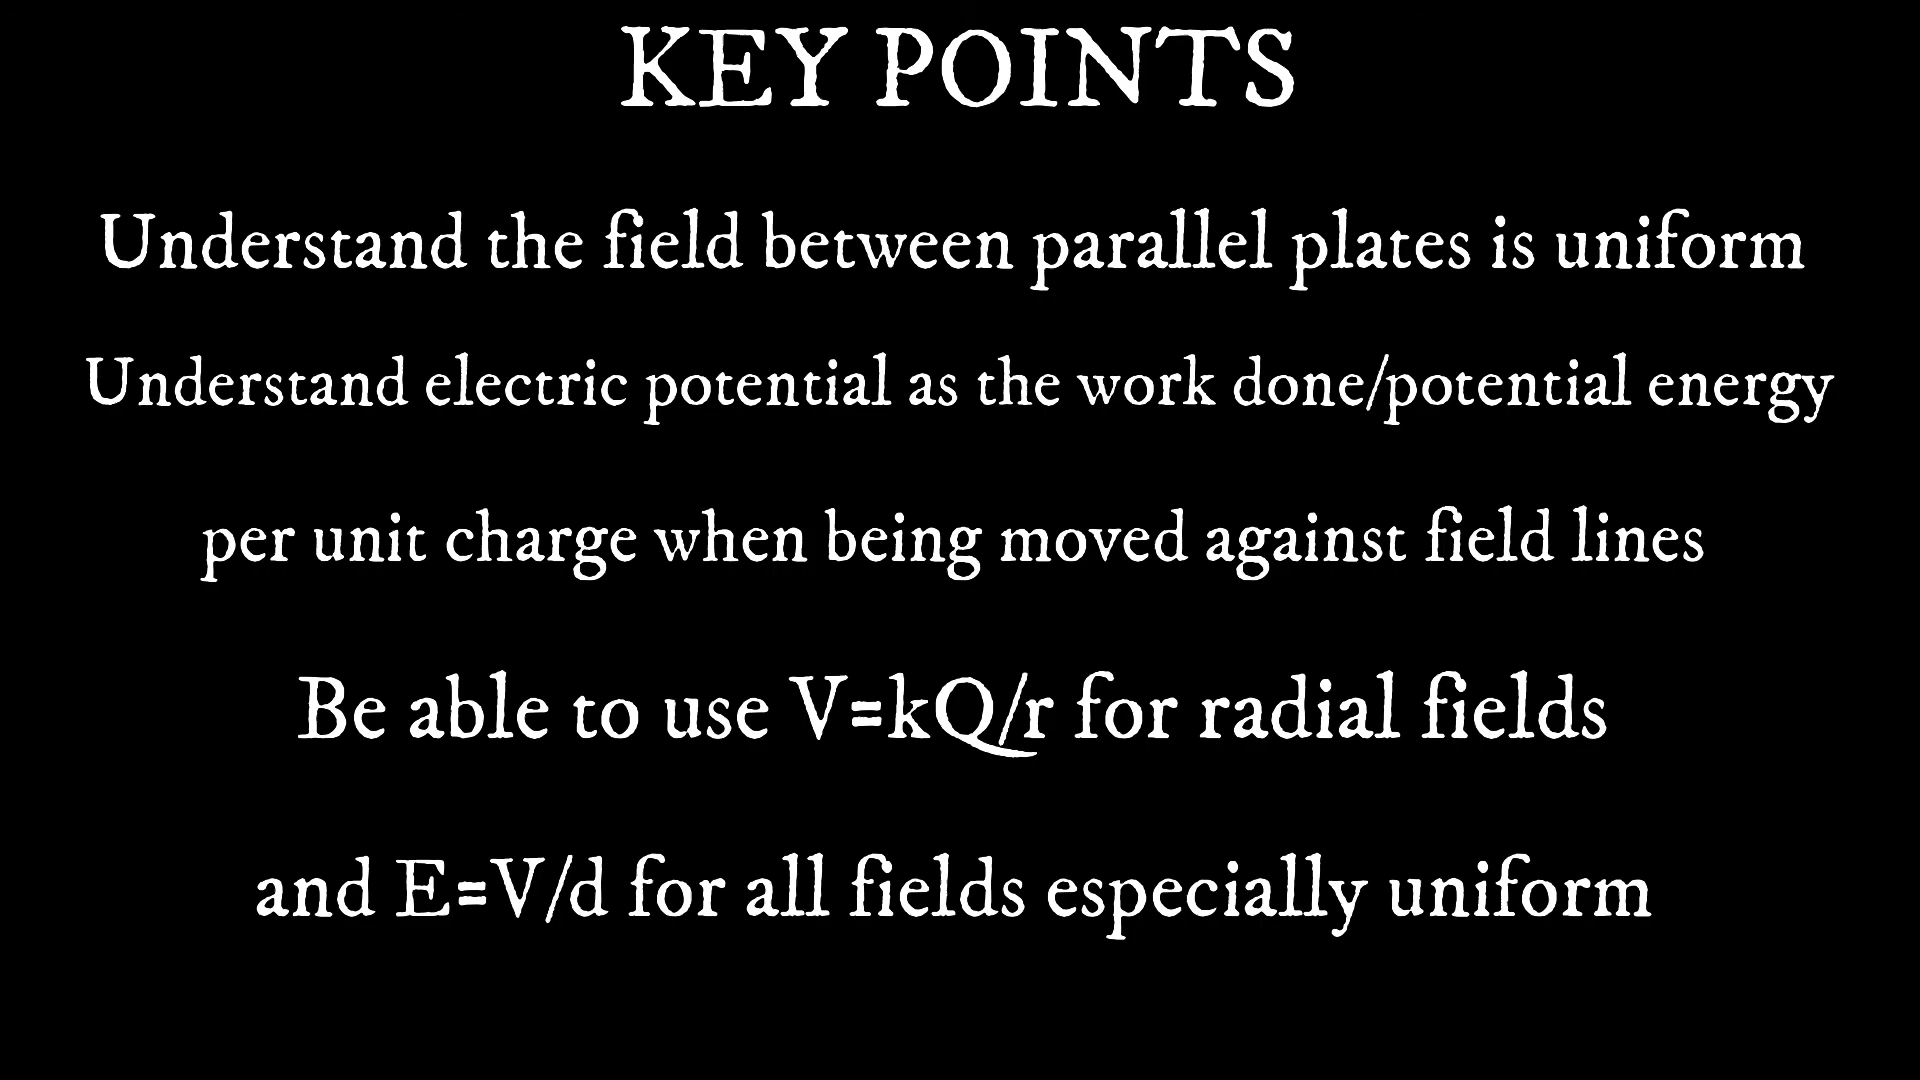 KEY POINTS
Understand the field between parallel plates is uniform
Understand electric potential as the work done/potential energy
per unit charge when being moved against field lines
Be able to use V=kQ/r for radial fields
and E=V/d for all fields especially uniform